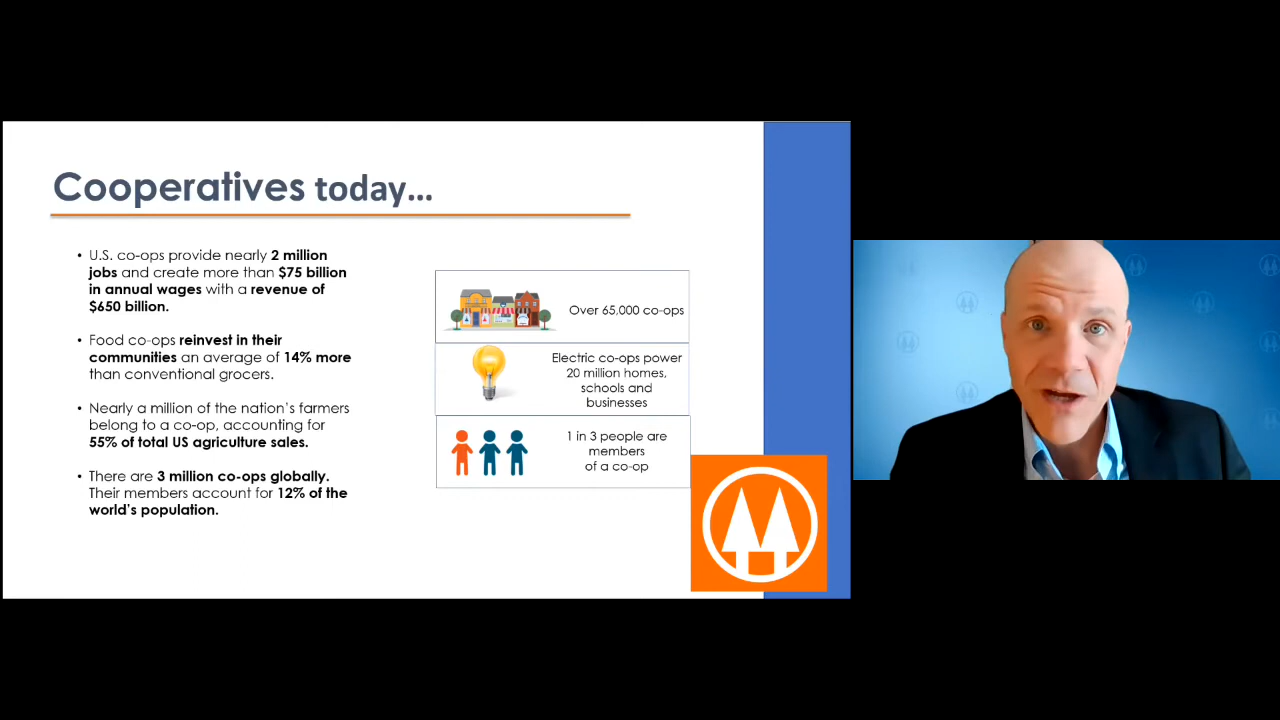 Cooperatives today...
• U.S. co-ops provide nearly 2 million
jobs and create more than $75 billion
in annual wages with a revenue of
$650 billion.
• Food co-ops reinvest in their
communities an average of 14% more
than conventional grocers.
• Nearly a million of the nation's farmers
belong to a co-op, accounting for
55% of total US agriculture sales.
• There are 3 million co-ops globally.
Their members account for 12% of the
world's population.
Over 65,000 co-ops
Electric co-ops power
20 million homes,
schools and
businesses
1 in 3 people are
members
of a co-op